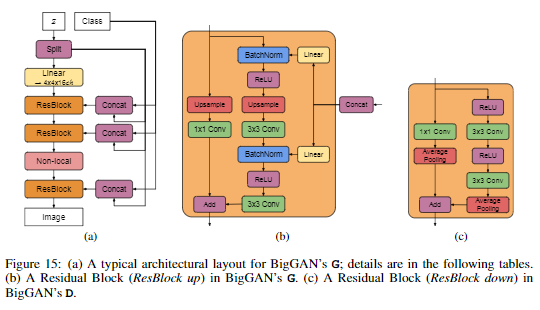 z
Class
Split
Linear
→ 4x4x16ch
ResBlock
Concat
ResBlock
Concat
Non-local
ResBlock
Concat
Image
(a)
BatchNorm
Linear
ReLU
Upsample
Upsample
Concat
1x1 Conv
3x3 Conv
BatchNorm
Linear
ReLU
Add
3x3 Conv
(b)
ReLU
1x1 Conv
3x3 Conv
Average
Pooling
ReLU
3x3 Conv
Add
Average
Pooling
(c)
Figure 15: (a) A typical architectural layout for BigGAN's G; details are in the following tables.
(b) A Residual Block (ResBlock up) in BigGAN's G. (c) A Residual Block (ResBlock down) in
BigGAN's D.